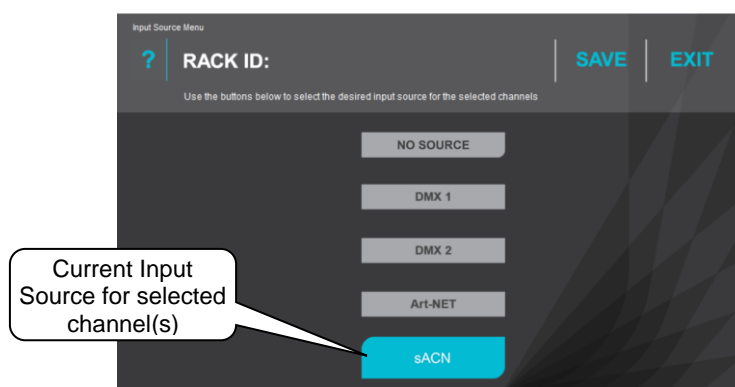 Input Source Menu
? RACK ID: SAVE EXIT
Use the buttons below to select the desired input source for the selected channels
NO SOURCE
DMX 1
DMX 2
Art-NET
sACN
Current Input
Source for selected
channel(s)